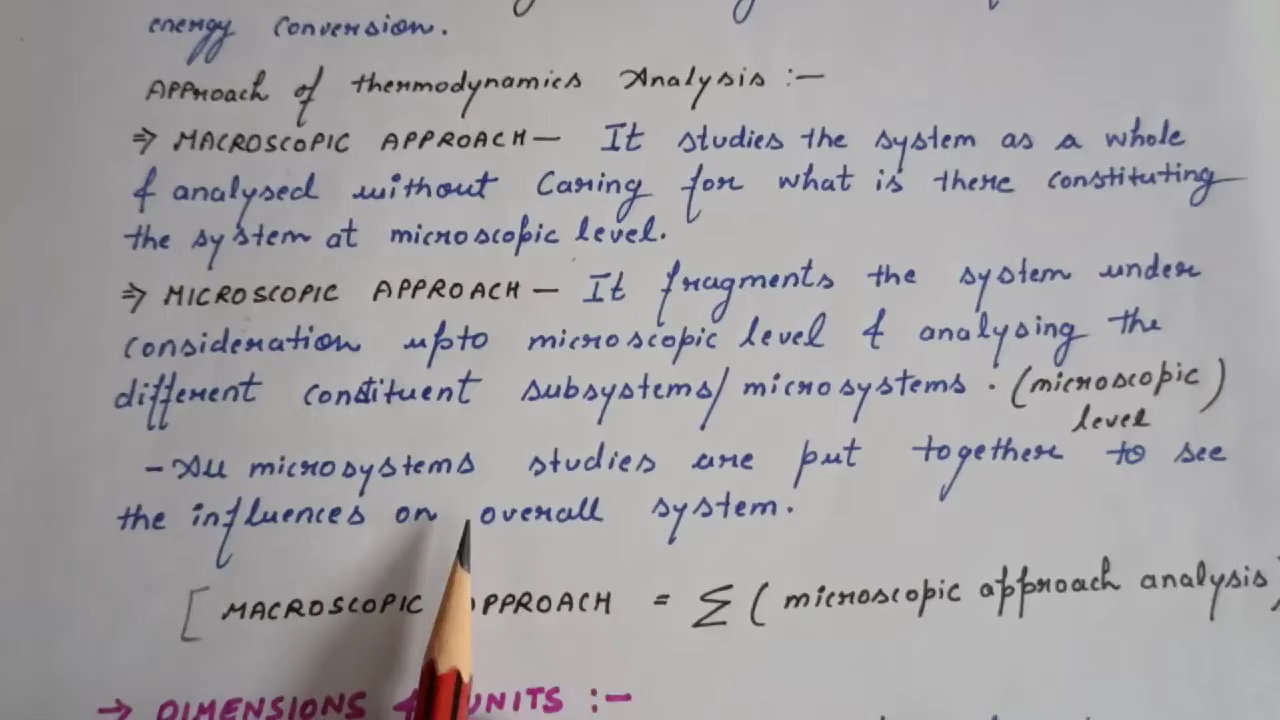 energy conversion.
Approach of thermodynamics Analysis :-
⇒ MACROSCOPIC APPROACH - It studies the system as a whole
& analysed without Caring for what is there constituting
the system at microscopic level.
⇒ MICROSCOPIC APPROACH - It fragments the system under
consideration upto microscopic level & analysing the
different constituent subsystems/microsystems. (microscopic
level)
- All microsystems studies are put together to see
the influences on overall system.
[MACROSCOPIC APPROACH = Σ (microscopic approach analysis)
→ DIMENSIONS & UNITS :-